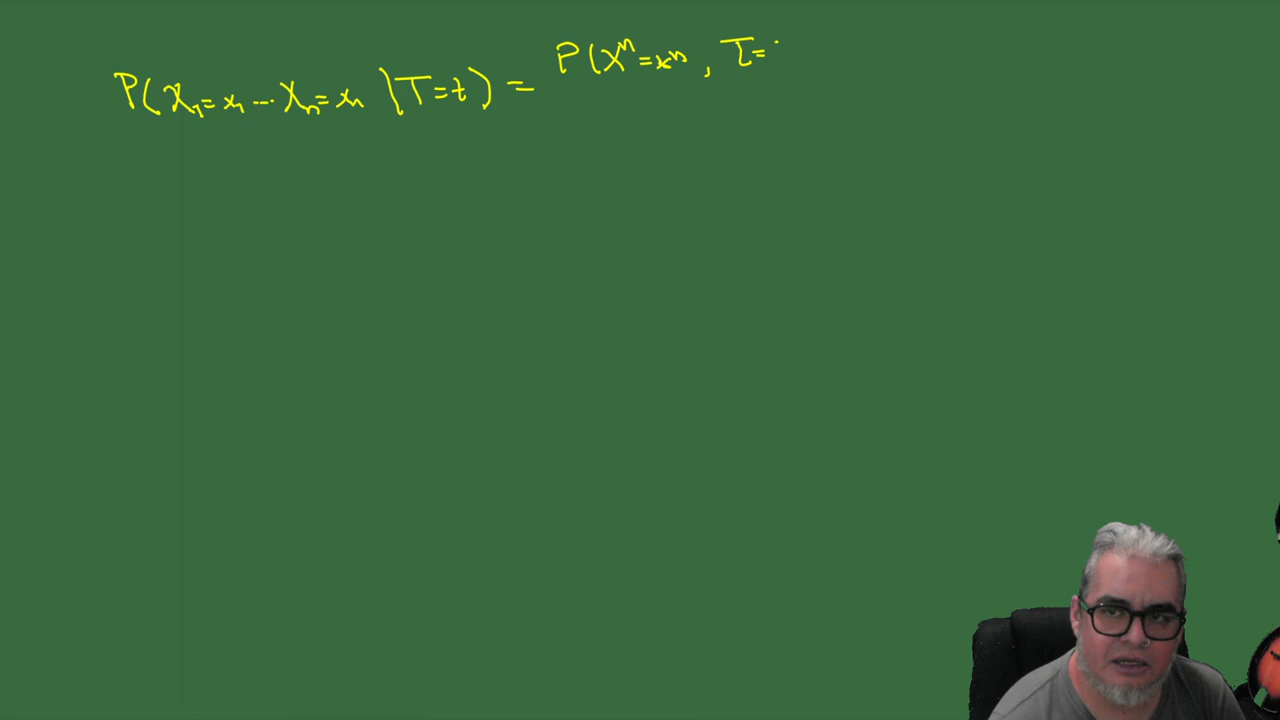 P(X₁=x₁ ... Xₙ=xₙ | T=t) = P(Xⁿ=xⁿ, T=